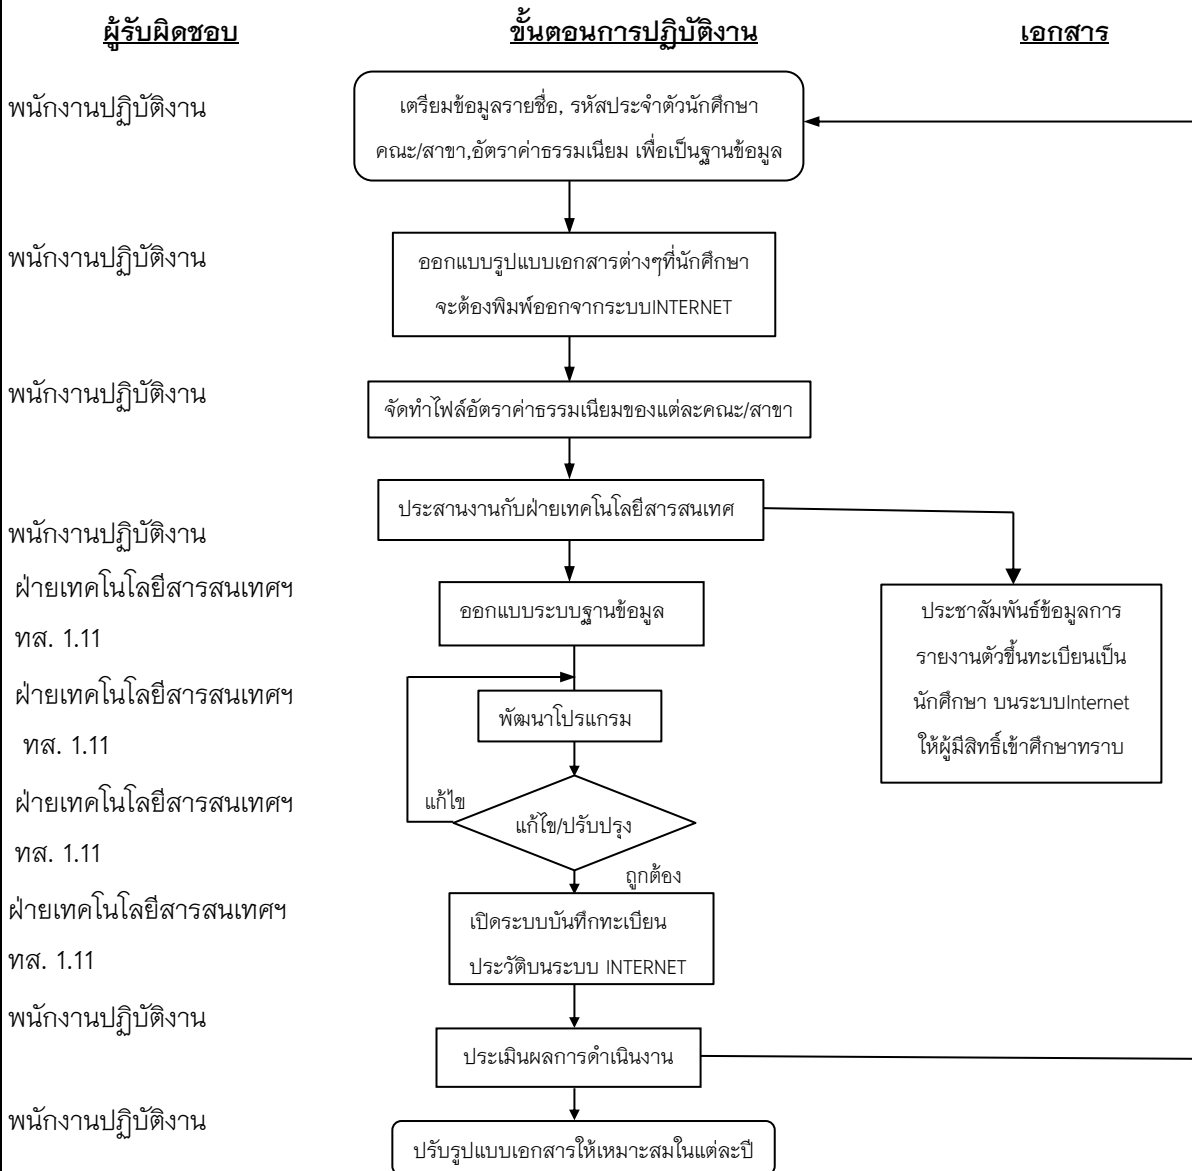 ผู้รับผิดชอบ
ขั้นตอนการปฏิบัติงาน
เอกสาร
พนักงานปฏิบัติงาน
เตรียมข้อมูลรายชื่อ, รหัสประจำตัวนักศึกษา
คณะ/สาขา,อัตราค่าธรรมเนียม เพื่อเป็นฐานข้อมูล
พนักงานปฏิบัติงาน
ออกแบบรูปแบบเอกสารต่างๆที่นักศึกษา
จะต้องพิมพ์ออกจากระบบINTERNET
พนักงานปฏิบัติงาน
จัดทำไฟล์อัตราค่าธรรมเนียมของแต่ละคณะ/สาขา
พนักงานปฏิบัติงาน
ประสานงานกับฝ่ายเทคโนโลยีสารสนเทศ
ฝ่ายเทคโนโลยีสารสนเทศฯ
ทส. 1.11
ออกแบบระบบฐานข้อมูล
ประชาสัมพันธ์ข้อมูลการ
รายงานตัวขึ้นทะเบียนเป็น
นักศึกษา บนระบบInternet
ให้ผู้มีสิทธิ์เข้าศึกษาทราบ
ฝ่ายเทคโนโลยีสารสนเทศฯ
ทส. 1.11
พัฒนาโปรแกรม
ฝ่ายเทคโนโลยีสารสนเทศฯ
ทส. 1.11
แก้ไข
แก้ไข/ปรับปรุง
ถูกต้อง
ฝ่ายเทคโนโลยีสารสนเทศฯ
ทส. 1.11
เปิดระบบบันทึกทะเบียน
ประวัติบนระบบ INTERNET
พนักงานปฏิบัติงาน
ประเมินผลการดำเนินงาน
พนักงานปฏิบัติงาน
ปรับรูปแบบเอกสารให้เหมาะสมในแต่ละปี